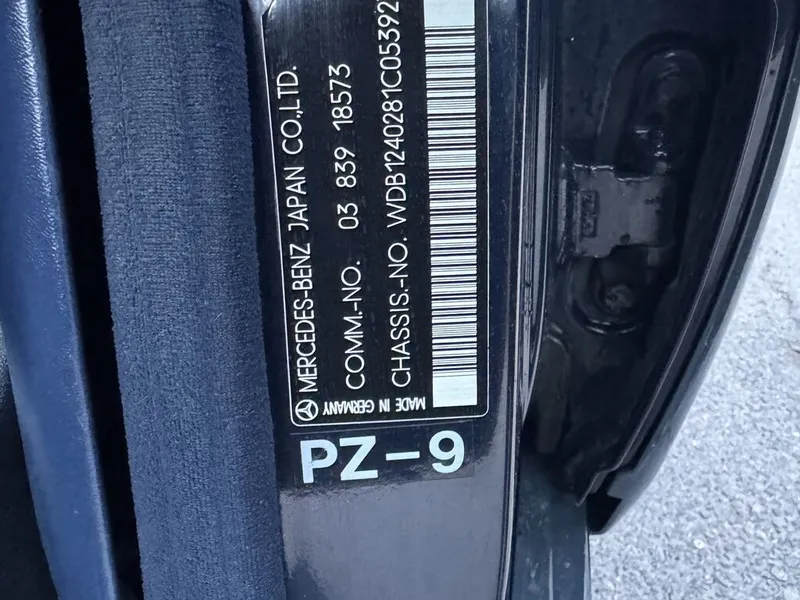 MERCEDES-BENZ JAPAN CO.,LTD.
COMM.-NO. 03 839 18573
CHASSIS.-NO. WDB1240281C05392
MADE IN GERMANY
PZ-9